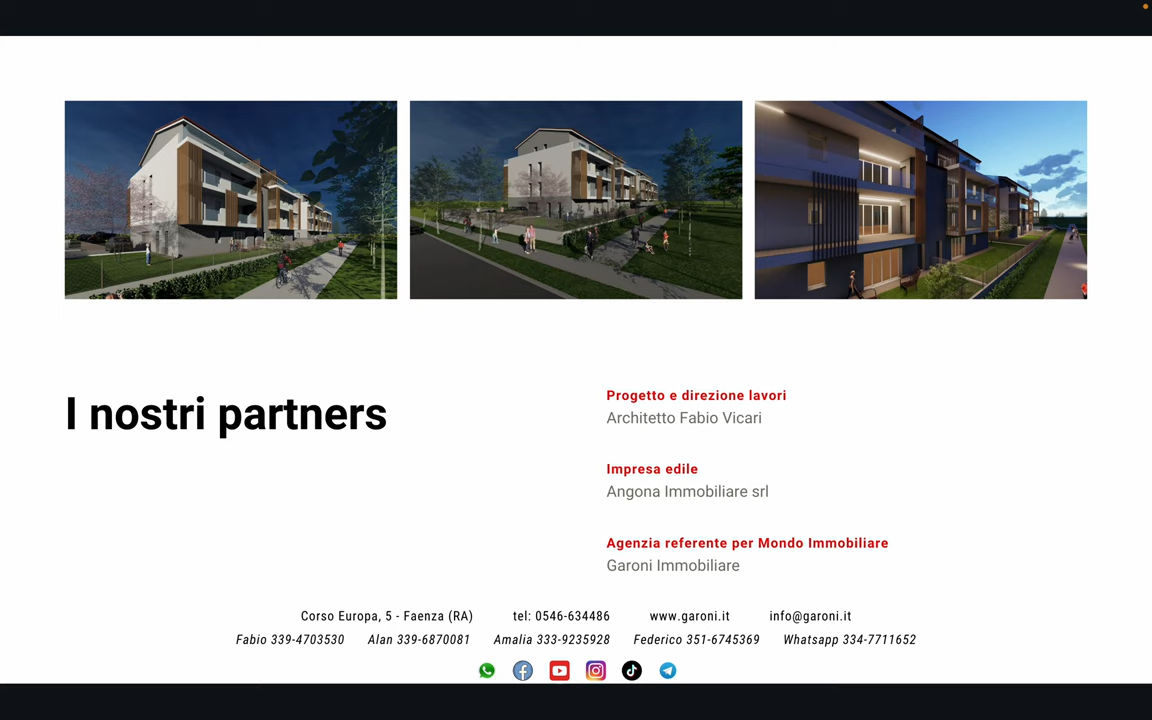 I nostri partners
Progetto e direzione lavori
Architetto Fabio Vicari
Impresa edile
Angona Immobiliare srl
Agenzia referente per Mondo Immobiliare
Garoni Immobiliare
Corso Europa, 5 - Faenza (RA) tel: 0546-634486 www.garoni.it info@garoni.it
Fabio 339-4703530 Alan 339-6870081 Amalia 333-9235928 Federico 351-6745369 Whatsapp 334-7711652